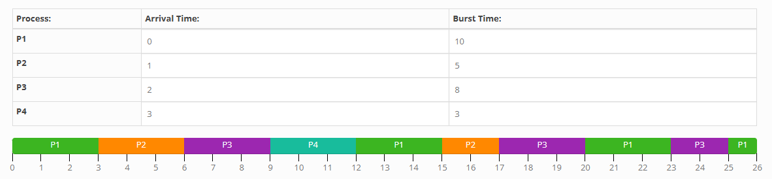 Process: Arrival Time: Burst Time:
P1 0 10
P2 1 5
P3 2 8
P4 3 3
P1 P2 P3 P4 P1 P2 P3 P1 P3 P1
0 1 2 3 4 5 6 7 8 9 10 11 12 13 14 15 16 17 18 19 20 21 22 23 24 25 26